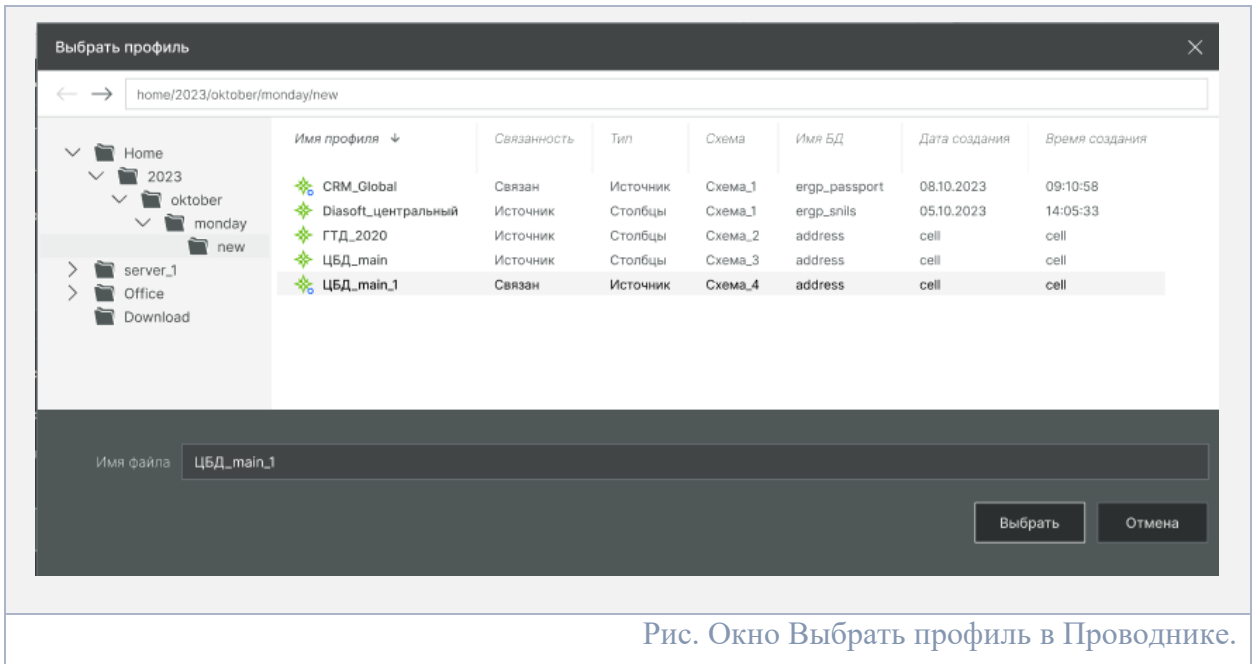 Выбрать профиль
home/2023/oktober/monday/new
Имя профиля Связанность Тип Схема Имя БД Дата создания Время создания
Home
2023
oktober
monday
new
server_1
Office
Download
CRM_Global Связан Источник Схема_1 ergp_passport 08.10.2023 09:10:58
Diasoft_центральный Источник Столбцы Схема_1 ergp_snils 05.10.2023 14:05:33
ГТД_2020 Источник Столбцы Схема_2 address cell cell
ЦБД_main Источник Столбцы Схема_3 address cell cell
ЦБД_main_1 Связан Источник Схема_4 address cell cell
Имя файла ЦБД_main_1
Выбрать Отмена
Рис. Окно Выбрать профиль в Проводнике.